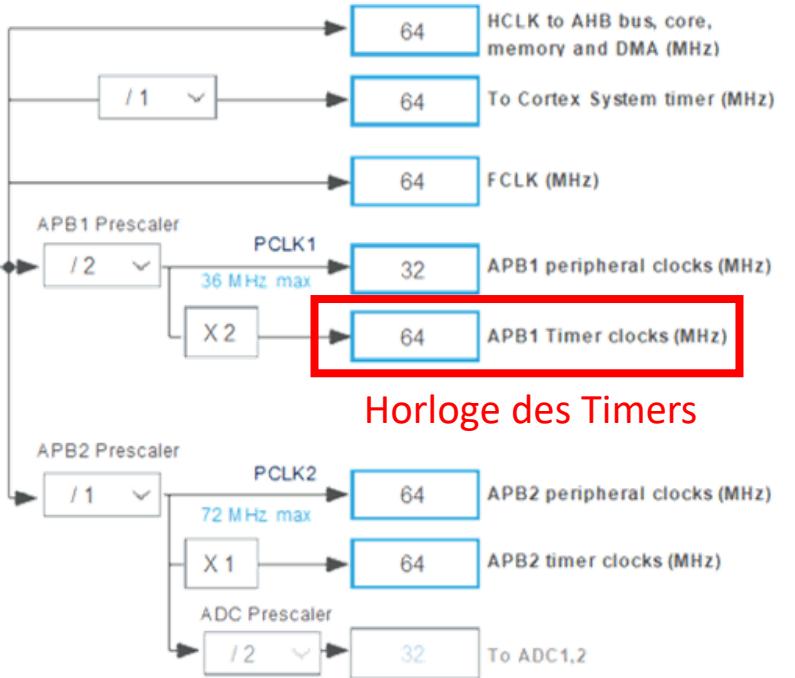 64
HCLK to AHB bus, core,
memory and DMA (MHz)
/ 1
64
To Cortex System timer (MHz)
64
FCLK (MHz)
APB1 Prescaler
/ 2
PCLK1
36 MHz max
32
APB1 peripheral clocks (MHz)
X 2
64
APB1 Timer clocks (MHz)
Horloge des Timers
APB2 Prescaler
/ 1
PCLK2
72 MHz max
64
APB2 peripheral clocks (MHz)
X 1
64
APB2 timer clocks (MHz)
ADC Prescaler
/ 2
32
To ADC1,2